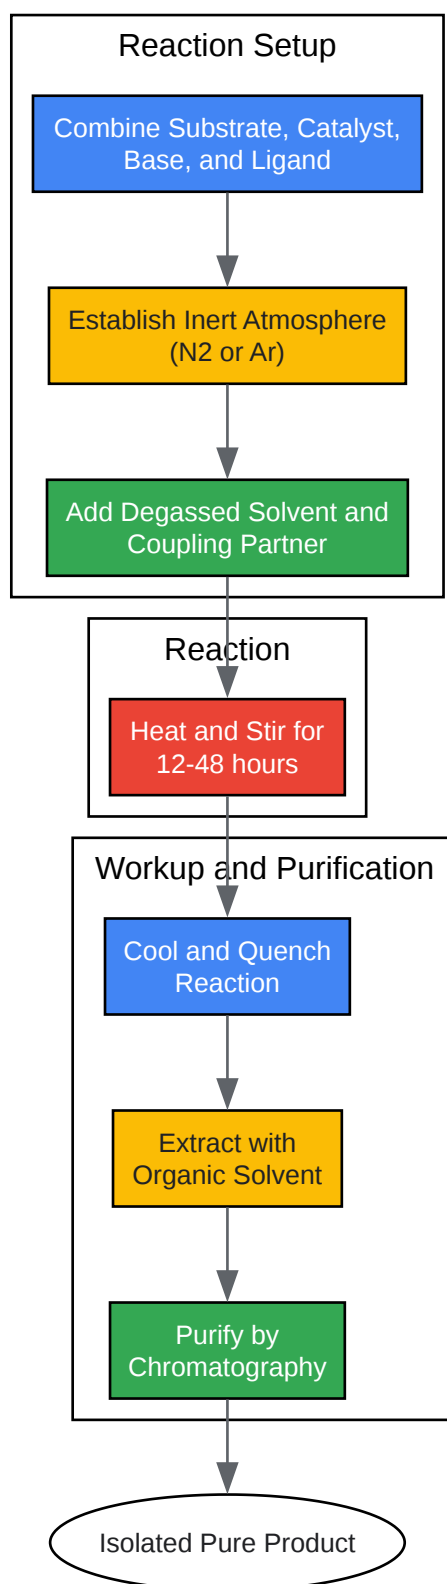 Reaction Setup
Combine Substrate, Catalyst,
Base, and Ligand
Establish Inert Atmosphere
(N2 or Ar)
Add Degassed Solvent and
Coupling Partner
Reaction
Heat and Stir for
12-48 hours
Workup and Purification
Cool and Quench
Reaction
Extract with
Organic Solvent
Purify by
Chromatography
Isolated Pure Product